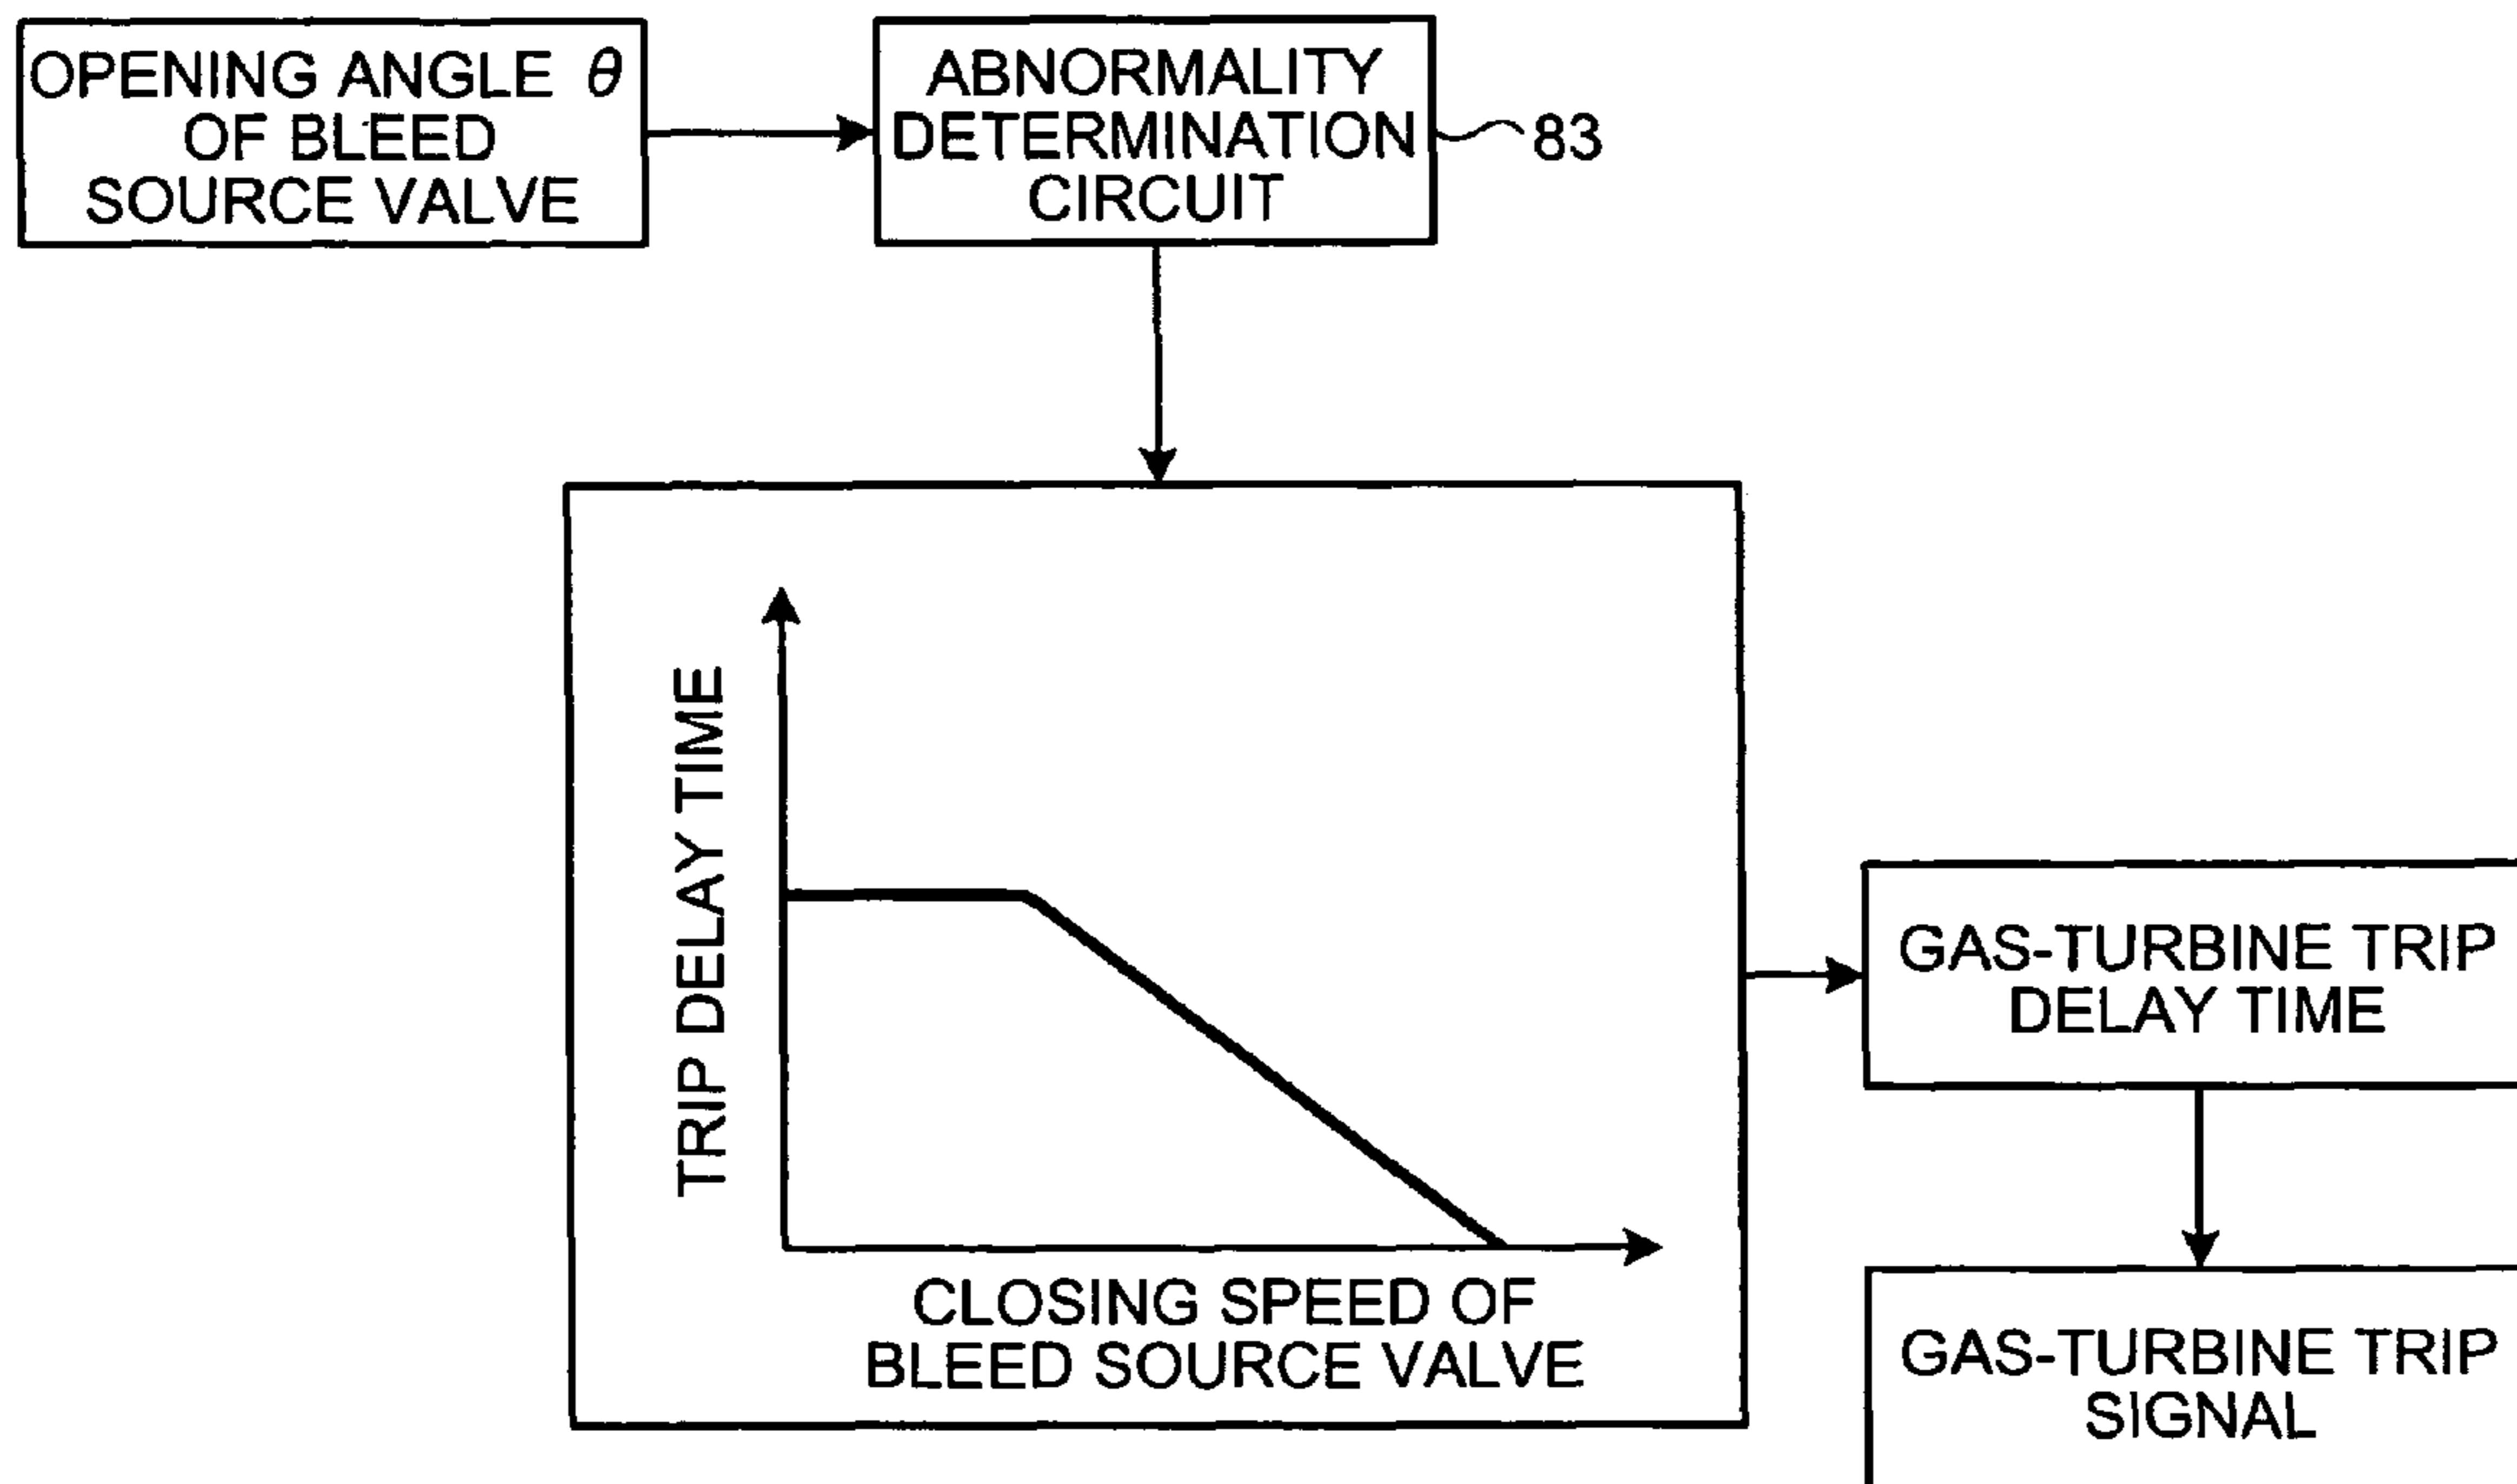 OPENING ANGLE θ
OF BLEED
SOURCE VALVE
ABNORMALITY
DETERMINATION
CIRCUIT
83
TRIP DELAY TIME
CLOSING SPEED OF
BLEED SOURCE VALVE
GAS-TURBINE TRIP
DELAY TIME
GAS-TURBINE TRIP
SIGNAL